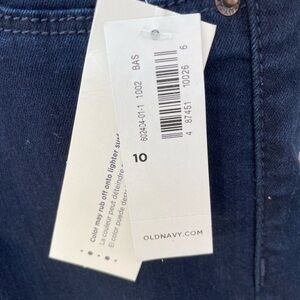 602404-01-1 1002 BAS
4 87451 10026 6
10
OLDNAVY.COM
Color may rub off onto lighter
La couleur peut déteindre
El color puede